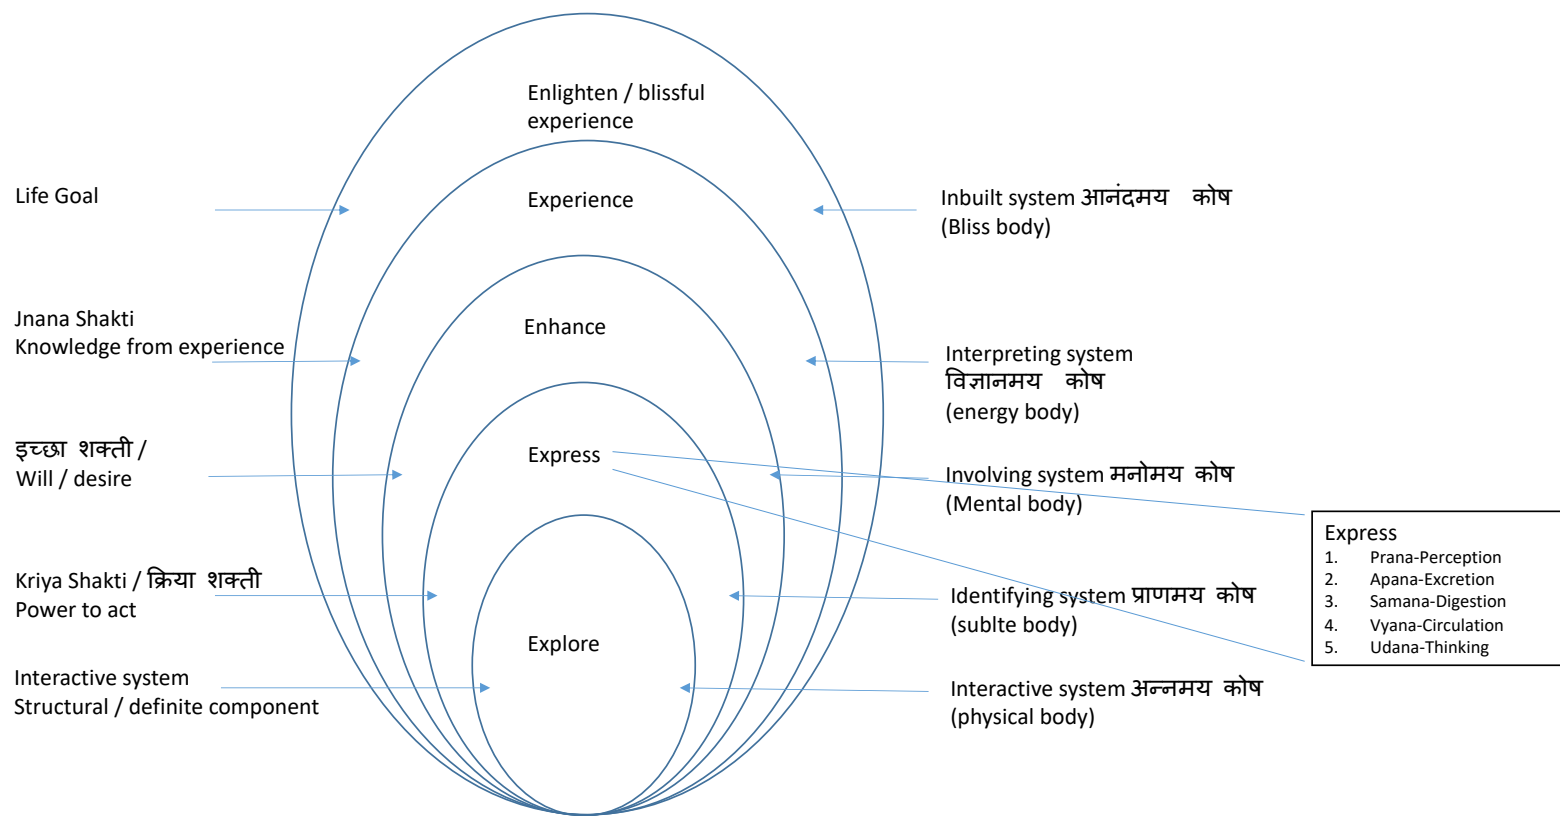 Enlighten / blissful
experience
Experience
Enhance
Express
Explore
Life Goal
Jnana Shakti
Knowledge from experience
इच्छा शक्ती /
Will / desire
Kriya Shakti / क्रिया शक्ती
Power to act
Interactive system
Structural / definite component
Inbuilt system आनंदमय कोष
(Bliss body)
Interpreting system
विज्ञानमय कोष
(energy body)
Involving system मनोमय कोष
(Mental body)
Identifying system प्राणमय कोष
(sublte body)
Interactive system अन्नमय कोष
(physical body)
Express
1. Prana-Perception
2. Apana-Excretion
3. Samana-Digestion
4. Vyana-Circulation
5. Udana-Thinking